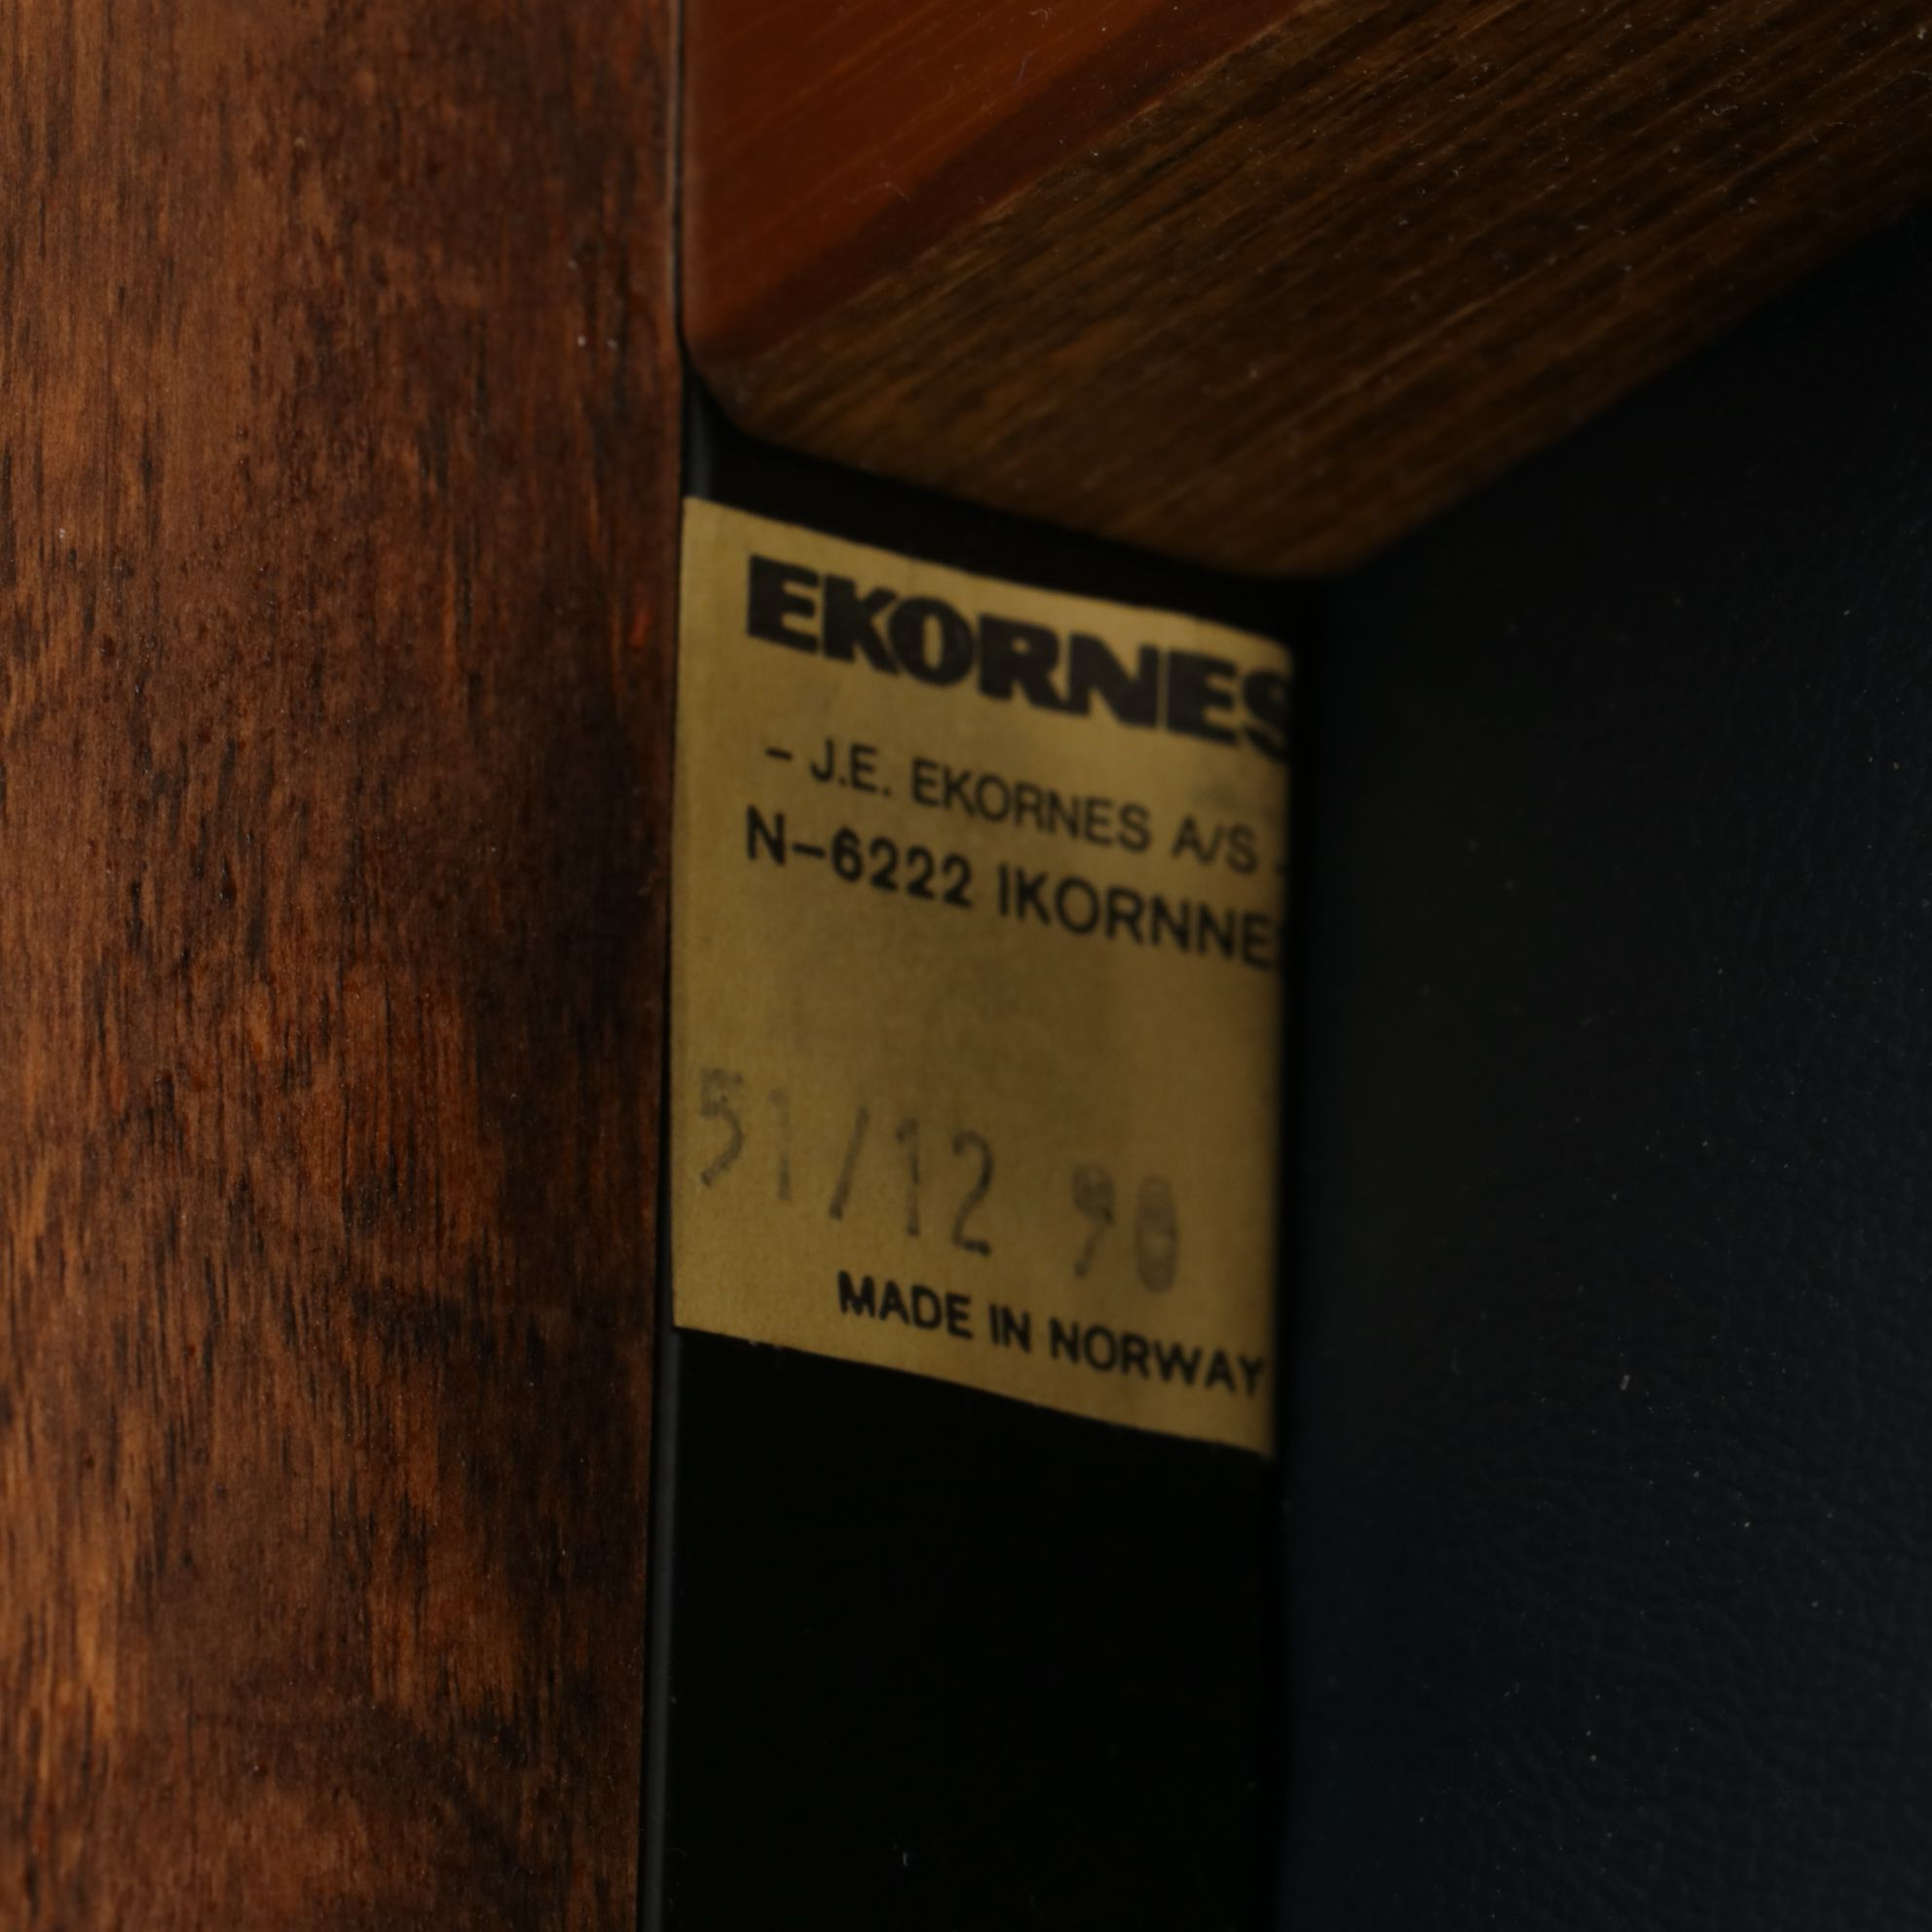 EKORNES
– J.E. EKORNES A/S -
N–6222 IKORNNE
51/12 90
MADE IN NORWAY